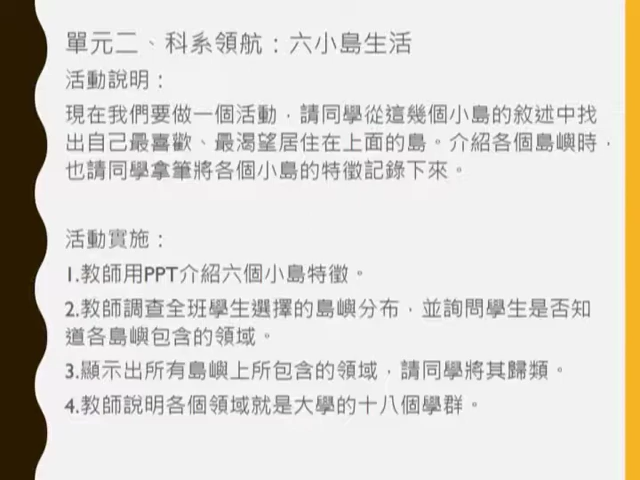 單元二、科系領航：六小島生活
活動說明：
現在我們要做一個活動，請同學從這幾個小島的敘述中找
出自己最喜歡、最渴望居住在上面的島。介紹各個島嶼時，
也請同學拿筆將各個小島的特徵記錄下來。
活動實施：
1.教師用PPT介紹六個小島特徵。
2.教師調查全班學生選擇的島嶼分布，並詢問學生是否知
道各島嶼包含的領域。
3.顯示出所有島嶼上所包含的領域，請同學將其歸類。
4.教師說明各個領域就是大學的十八個學群。